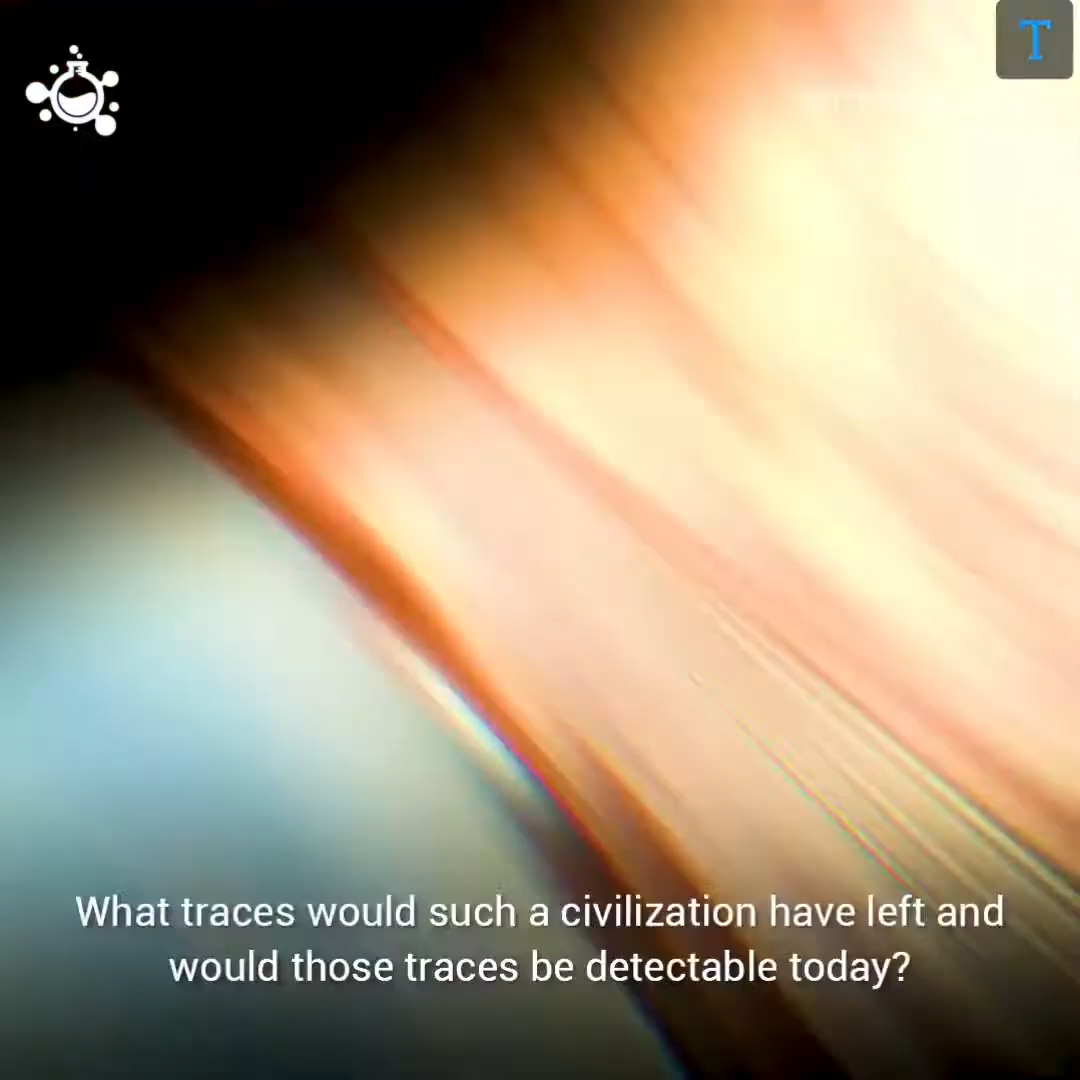 T
What traces would such a civilization have left and
would those traces be detectable today?